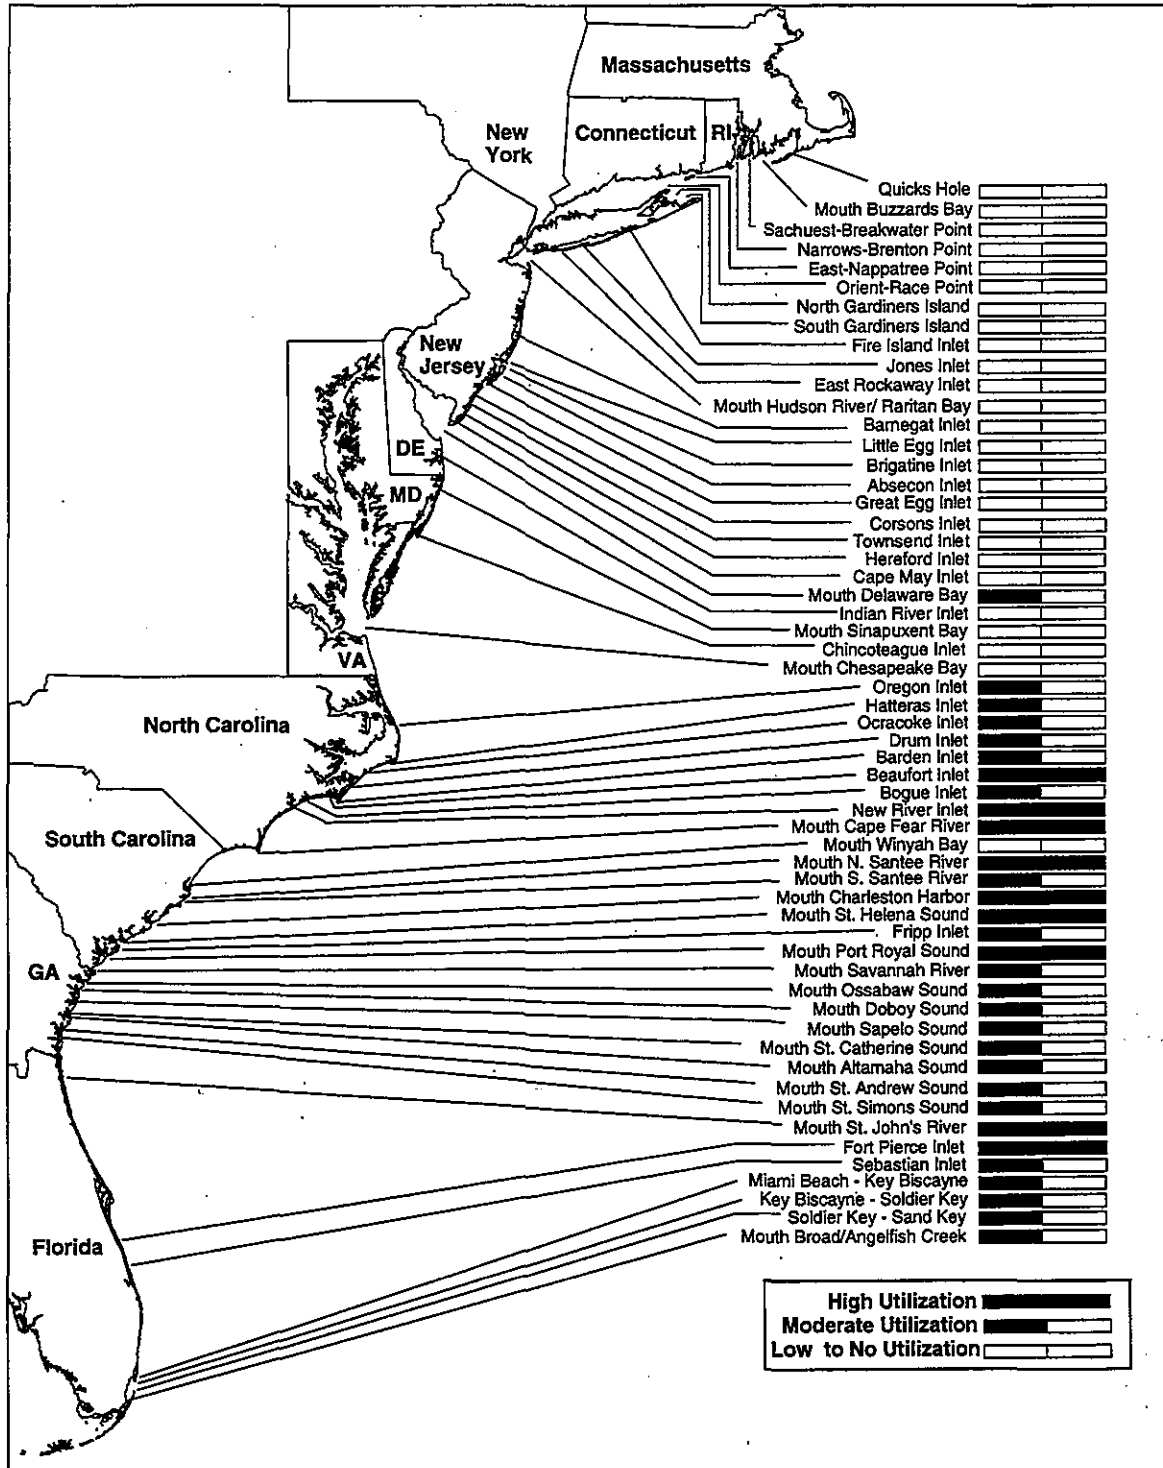 Massachusetts
New
York
Connecticut
RI
Quicks Hole
Mouth Buzzards Bay
Sachuest-Breakwater Point
Narrows-Brenton Point
East-Nappatree Point
Orient-Race Point
North Gardiners Island
South Gardiners Island
Fire Island Inlet
Jones Inlet
East Rockaway Inlet
Mouth Hudson River/ Raritan Bay
New
Jersey
Barnegat Inlet
Little Egg Inlet
Brigatine Inlet
Absecon Inlet
Great Egg Inlet
Corsons Inlet
Townsend Inlet
Hereford Inlet
Cape May Inlet
Mouth Delaware Bay
Indian River Inlet
Mouth Sinapuxent Bay
Chincoteague Inlet
Mouth Chesapeake Bay
DE
MD
VA
Oregon Inlet
Hatteras Inlet
Ocracoke Inlet
Drum Inlet
Barden Inlet
Beaufort Inlet
Bogue Inlet
New River Inlet
Mouth Cape Fear River
Mouth Winyah Bay
Mouth N. Santee River
Mouth S. Santee River
Mouth Charleston Harbor
Mouth St. Helena Sound
Fripp Inlet
Mouth Port Royal Sound
Mouth Savannah River
Mouth Ossabaw Sound
Mouth Doboy Sound
Mouth Sapelo Sound
Mouth St. Catherine Sound
Mouth Altamaha Sound
Mouth St. Andrew Sound
Mouth St. Simons Sound
Mouth St. John's River
Fort Pierce Inlet
Sebastian Inlet
Miami Beach - Key Biscayne
Key Biscayne - Soldier Key
Soldier Key - Sand Key
Mouth Broad/Angelfish Creek
North Carolina
South Carolina
GA
Florida
High Utilization
Moderate Utilization
Low to No Utilization